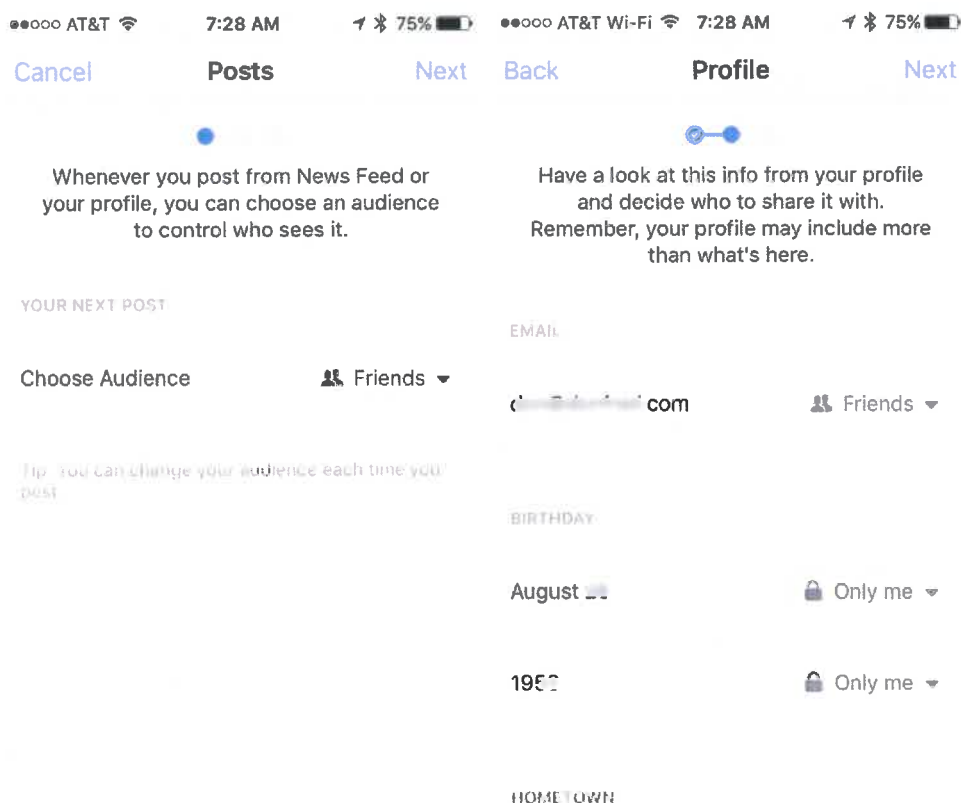 AT&T 7:28 AM 75%
Cancel Posts Next
Whenever you post from News Feed or
your profile, you can choose an audience
to control who sees it.
YOUR NEXT POST
Choose Audience Friends
Tip: You can change your audience each time you
post
AT&T Wi-Fi 7:28 AM 75%
Back Profile Next
Have a look at this info from your profile
and decide who to share it with.
Remember, your profile may include more
than what's here.
EMAIL
com Friends
BIRTHDAY
August Only me
Only me
HOMETOWN